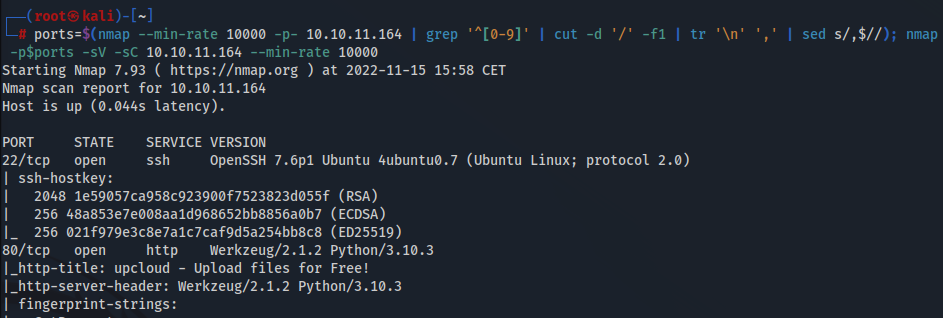 (root㉿kali)-[~]
# ports=$(nmap --min-rate 10000 -p- 10.10.11.164 | grep '^[0-9]' | cut -d '/' -f1 | tr '\n' ',' | sed s/,$//); nmap
-p$ports -sV -sC 10.10.11.164 --min-rate 10000
Starting Nmap 7.93 ( https://nmap.org ) at 2022-11-15 15:58 CET
Nmap scan report for 10.10.11.164
Host is up (0.044s latency).
PORT STATE SERVICE VERSION
22/tcp open ssh OpenSSH 7.6p1 Ubuntu 4ubuntu0.7 (Ubuntu Linux; protocol 2.0)
| ssh-hostkey:
| 2048 1e59057ca958c923900f7523823d055f (RSA)
| 256 48a853e7e008aa1d968652bb8856a0b7 (ECDSA)
|_ 256 021f979e3c8e7a1c7caf9d5a254bb8c8 (ED25519)
80/tcp open http Werkzeug/2.1.2 Python/3.10.3
|_http-title: upcloud - Upload files for Free!
|_http-server-header: Werkzeug/2.1.2 Python/3.10.3
| fingerprint-strings: